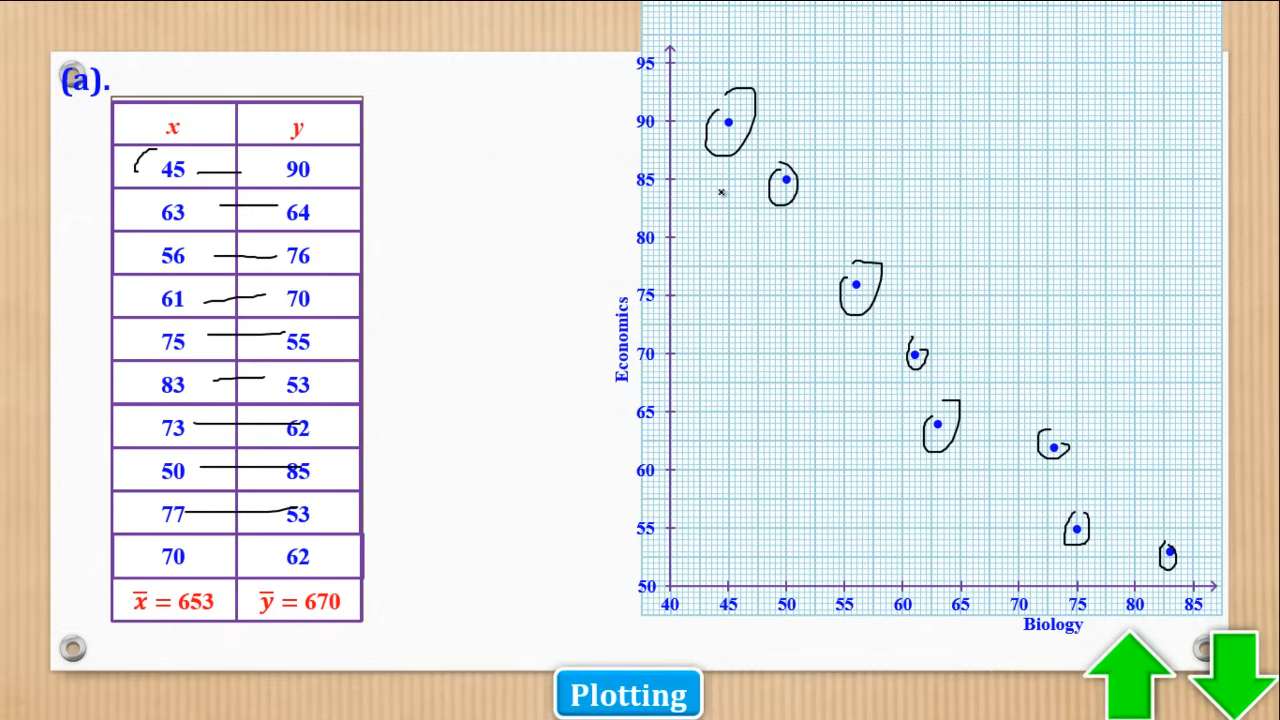 (a).
x y
45 90
63 64
56 76
61 70
75 55
83 53
73 62
50 85
77 53
70 62
x̅ = 653 y̅ = 670
95
90
85
80
75
70
65
60
55
50
Economics
40 45 50 55 60 65 70 75 80 85
Biology
Plotting